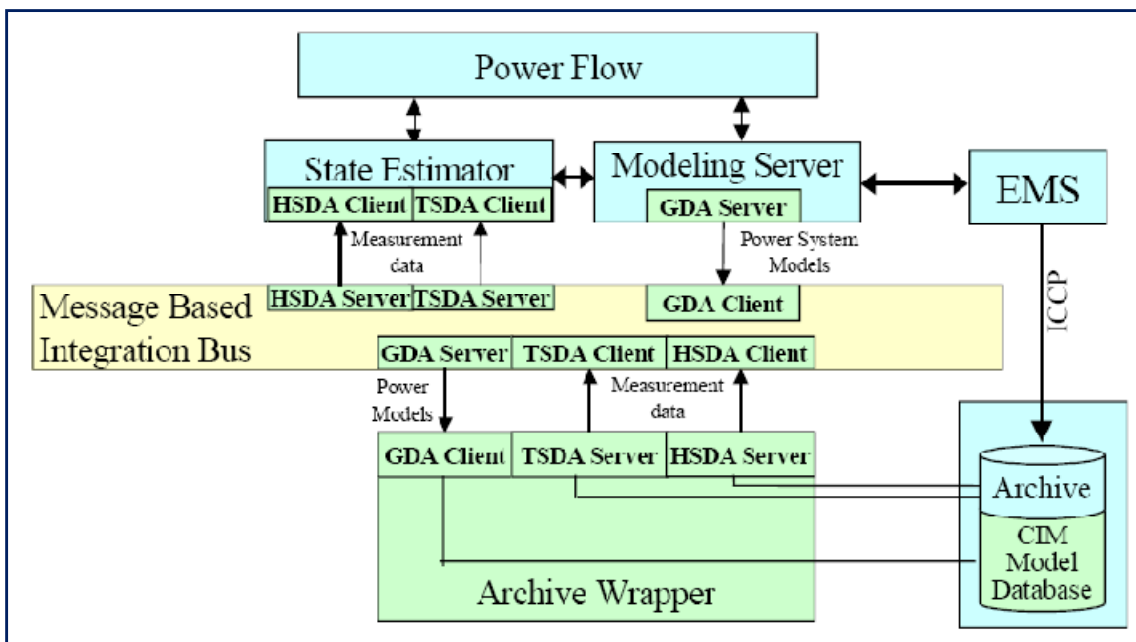 Power Flow
State Estimator
HSDA Client TSDA Client
Modeling Server
GDA Server
EMS
Measurement
data
Power System
Models
ICCP
Message Based
Integration Bus
HSDA Server TSDA Server
GDA Client
GDA Server TSDA Client HSDA Client
Power
Models
Measurement
data
GDA Client TSDA Server HSDA Server
Archive Wrapper
Archive
CIM
Model
Database